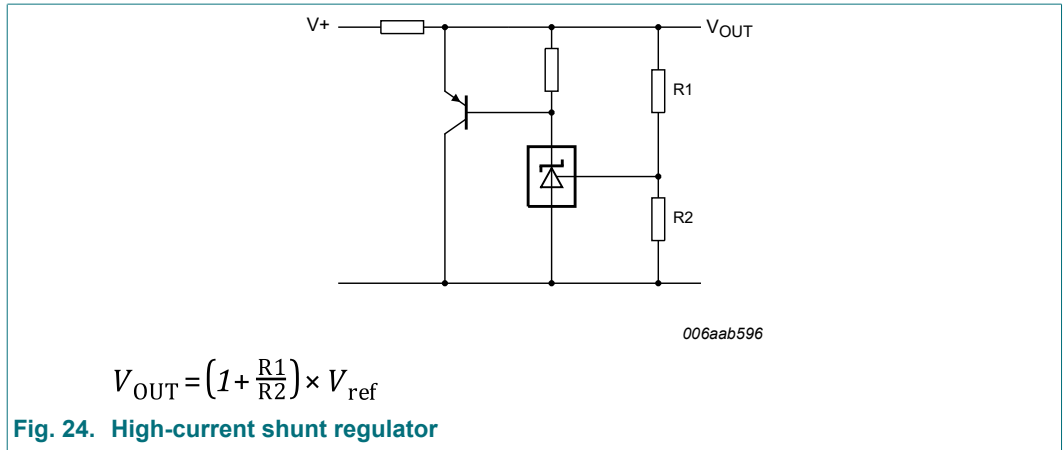 V+
VOUT
R1
R2
006aab596
VOUT = (1 + R1/R2) × Vref
Fig. 24. High-current shunt regulator